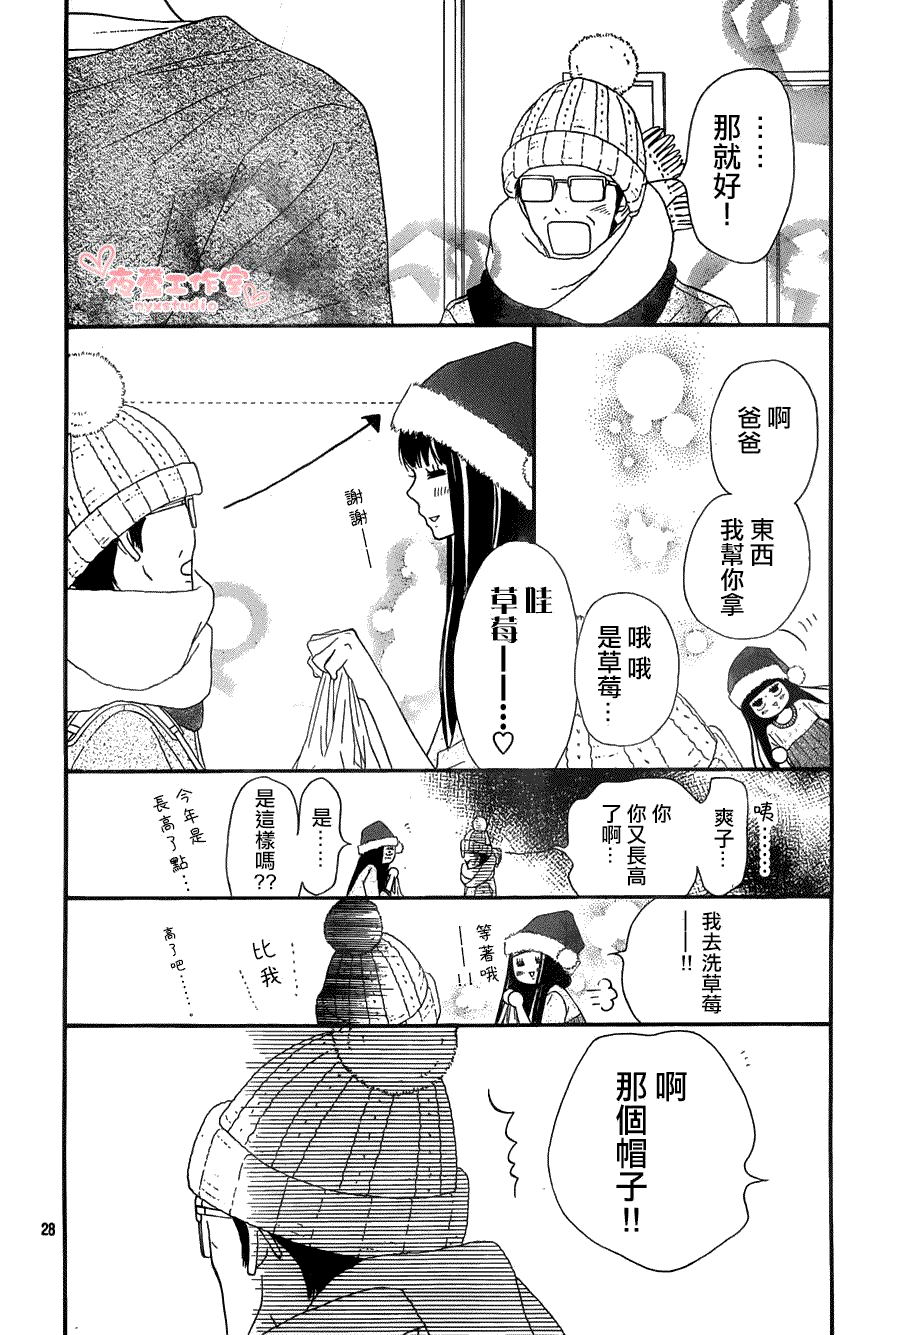 ……
那就好！
夜鶯工作室
nyxstudio
啊
爸爸
東西
我幫你拿
哦哦
是草莓…
哇
草莓——…♡
謝謝——
咦……
爽子…
你
你又長高
了啊…
是…
是這樣嗎??
今年是
長高了點…
我去洗草莓
——!!
等著哦
——!!
比我
…………
高了吧……
啊
那個帽子!!
28